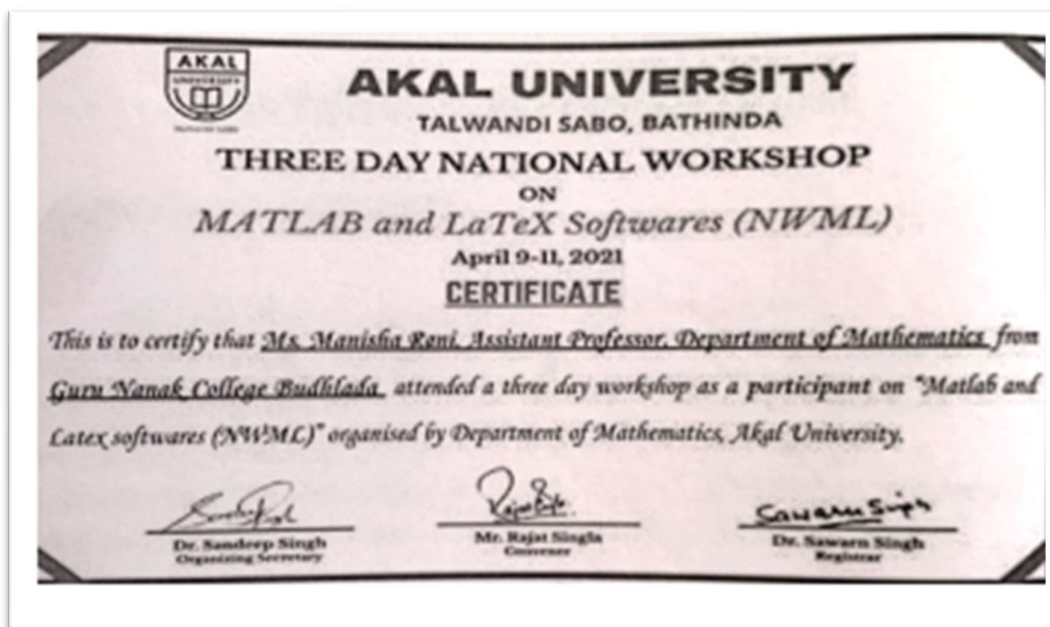 AKAL
UNIVERSITY
TALWANDI SABO
AKAL UNIVERSITY
TALWANDI SABO, BATHINDA
THREE DAY NATIONAL WORKSHOP
ON
MATLAB and LaTeX Softwares (NWML)
April 9-11, 2021
CERTIFICATE
This is to certify that Ms. Manisha Rani, Assistant Professor, Department of Mathematics from
Guru Nanak College Budhlada attended a three day workshop as a participant on "Matlab and
Latex softwares (NWML)" organised by Department of Mathematics, Akal University.
Sawarn Singh
Dr. Sandeep Singh
Organizing Secretary
Mr. Rajat Singla
Convener
Dr. Sawarn Singh
Registrar